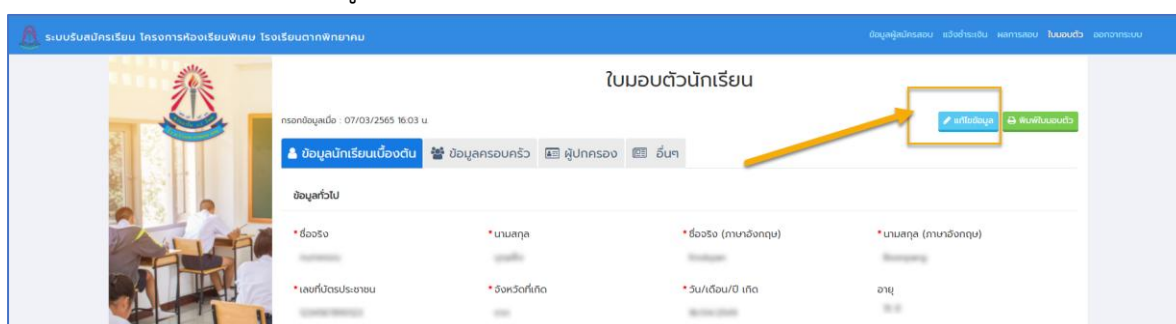 ระบบรับสมัครเรียน โครงการห้องเรียนพิเศษ โรงเรียนตากพิทยาคม
ข้อมูลผู้สมัครสอบ แจ้งชำระเงิน ผลการสอบ ใบมอบตัว ออกจากระบบ
ใบมอบตัวนักเรียน
กรอกข้อมูลเมื่อ : 07/03/2565 16:03 น.
แก้ไขข้อมูล พิมพ์ใบมอบตัว
ข้อมูลนักเรียนเบื้องต้น ข้อมูลครอบครัว ผู้ปกครอง อื่นๆ
ข้อมูลทั่วไป
*ชื่อจริง *นามสกุล *ชื่อจริง (ภาษาอังกฤษ) *นามสกุล (ภาษาอังกฤษ)
*เลขที่บัตรประชาชน *จังหวัดที่เกิด *วัน/เดือน/ปี เกิด อายุ